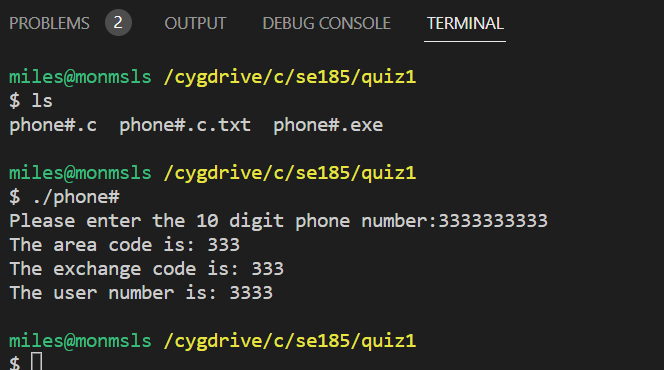 PROBLEMS 2 OUTPUT DEBUG CONSOLE TERMINAL
miles@monmsls /cygdrive/c/se185/quiz1
$ ls
phone#.c  phone#.c.txt  phone#.exe
miles@monmsls /cygdrive/c/se185/quiz1
$ ./phone#
Please enter the 10 digit phone number:3333333333
The area code is: 333
The exchange code is: 333
The user number is: 3333
miles@monmsls /cygdrive/c/se185/quiz1
$